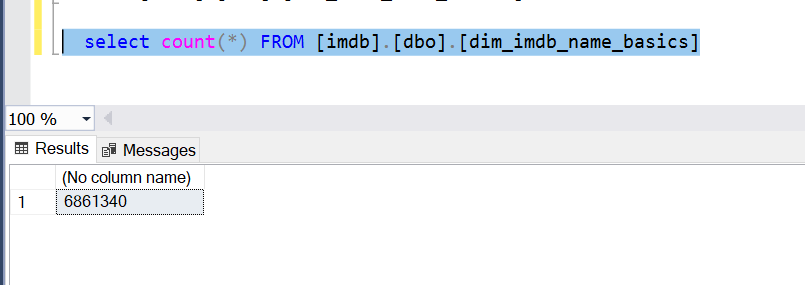 select count(*) FROM [imdb].[dbo].[dim_imdb_name_basics]
100 %
Results Messages
(No column name)
1 6861340